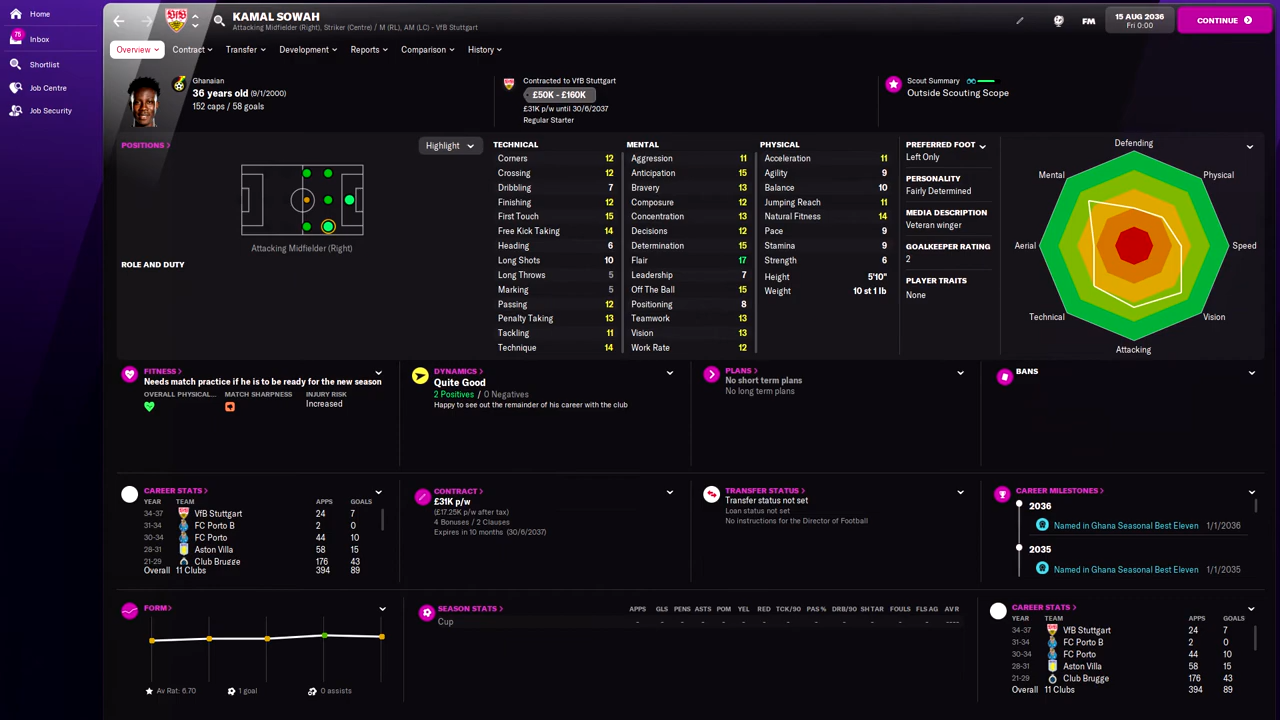 Home
Inbox
75
Shortlist
Job Centre
Job Security
KAMAL SOWAH
Attacking Midfielder (Right), Striker (Centre) / M (RL), AM (LC) - VfB Stuttgart
FM
15 AUG 2036
Fri 0:00
CONTINUE
Overview
Contract
Transfer
Development
Reports
Comparison
History
Ghanaian
36 years old (9/1/2000)
152 caps / 58 goals
Contracted to VfB Stuttgart
£50K - £160K
£31K p/w until 30/6/2037
Regular Starter
Scout Summary
Outside Scouting Scope
POSITIONS
Highlight
Attacking Midfielder (Right)
ROLE AND DUTY
TECHNICAL
Corners 12
Crossing 12
Dribbling 7
Finishing 12
First Touch 15
Free Kick Taking 14
Heading 6
Long Shots 10
Long Throws 5
Marking 5
Passing 12
Penalty Taking 13
Tackling 11
Technique 14
MENTAL
Aggression 11
Anticipation 15
Bravery 13
Composure 12
Concentration 13
Decisions 12
Determination 15
Flair 17
Leadership 7
Off The Ball 15
Positioning 8
Teamwork 13
Vision 13
Work Rate 12
PHYSICAL
Acceleration 11
Agility 9
Balance 10
Jumping Reach 11
Natural Fitness 14
Pace 9
Stamina 9
Strength 6
Height 5'10"
Weight 10 st 1 lb
PREFERRED FOOT
Left Only
PERSONALITY
Fairly Determined
MEDIA DESCRIPTION
Veteran winger
GOALKEEPER RATING
2
PLAYER TRAITS
None
Defending
Physical
Speed
Vision
Attacking
Technical
Aerial
Mental
FITNESS
Needs match practice if he is to be ready for the new season
OVERALL PHYSICAL... MATCH SHARPNESS INJURY RISK
Increased
DYNAMICS
Quite Good
2 Positives / 0 Negatives
Happy to see out the remainder of his career with the club
PLANS
No short term plans
No long term plans
BANS
CAREER STATS
YEAR TEAM APPS GOALS
34-37 VfB Stuttgart 24 7
31-34 FC Porto B 2 0
30-34 FC Porto 44 10
28-31 Aston Villa 58 15
21-29 Club Brugge 176 43
Overall 11 Clubs 394 89
CONTRACT
£31K p/w
(£17.25K p/w after tax)
4 Bonuses / 2 Clauses
Expires in 10 months (30/6/2037)
TRANSFER STATUS
Transfer status not set
Loan status not set
No instructions for the Director of Football
CAREER MILESTONES
2036
Named in Ghana Seasonal Best Eleven 1/1/2036
2035
Named in Ghana Seasonal Best Eleven 1/1/2035
FORM
Av Rat: 6.70
1 goal
0 assists
SEASON STATS APPS GLS PENS ASTS POM YEL RED TCK/90 PAS % DRB/90 SH TAR FOULS FLS AG AV R
Cup - - - - - - - - - - - - - ----
CAREER STATS
YEAR TEAM APPS GOALS
34-37 VfB Stuttgart 24 7
31-34 FC Porto B 2 0
30-34 FC Porto 44 10
28-31 Aston Villa 58 15
21-29 Club Brugge 176 43
Overall 11 Clubs 394 89